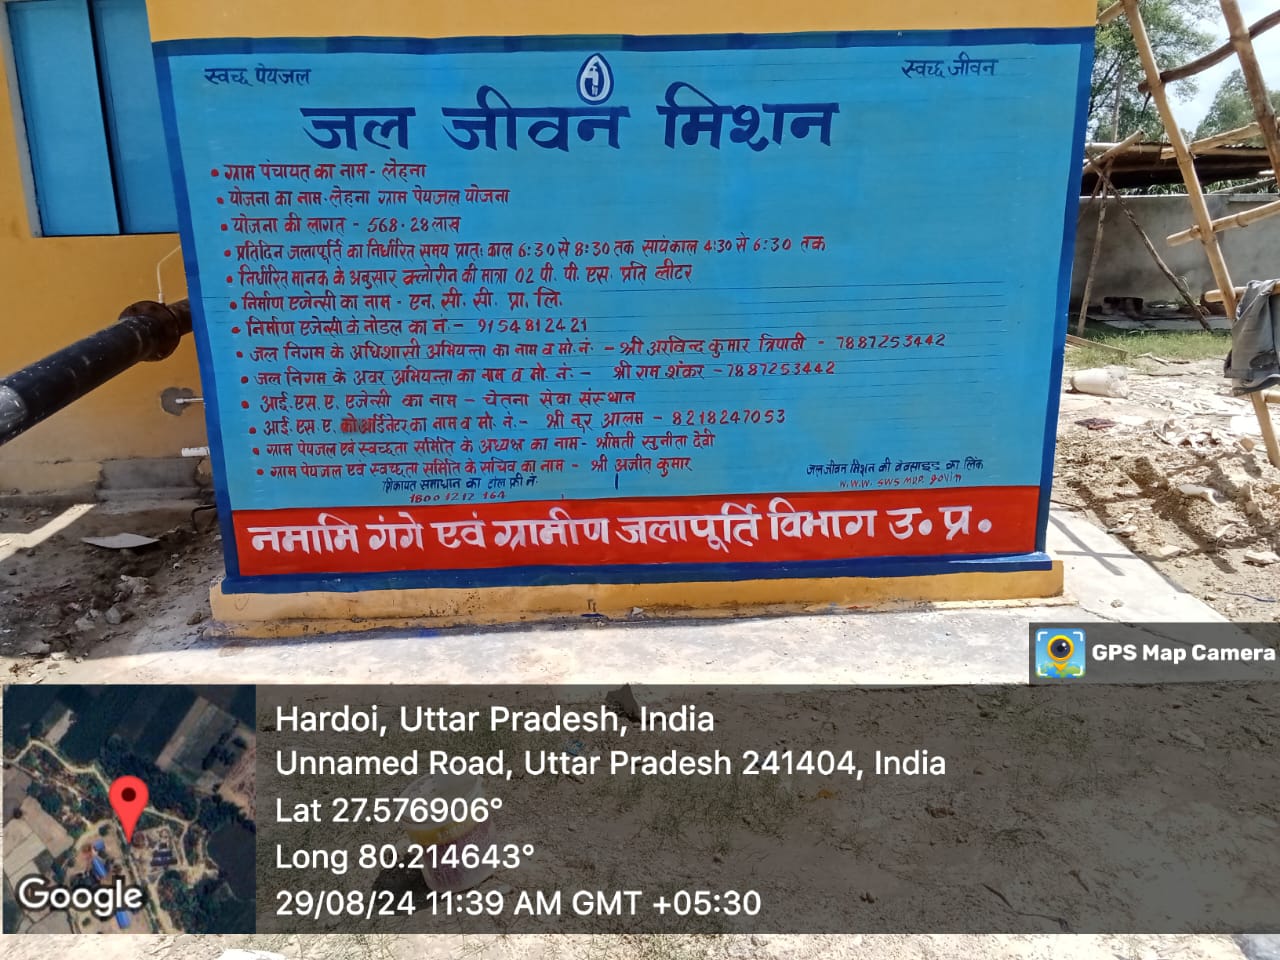 स्वच्छ पेयजल
स्वच्छ जीवन
जल जीवन मिशन
• ग्राम पंचायत का नाम - लेहना
• योजना का नाम - लेहना ग्राम पेयजल योजना
• योजना की लागत - 568.28 लाख
• प्रतिदिन जलापूर्ति का निर्धारित समय प्रातः काल 6:30 से 8:30 तक सायंकाल 4:30 से 6:30 तक
• निर्धारित मानक के अनुसार क्लोरीन की मात्रा 02 पी. पी. एस. प्रति लीटर
• निर्माण एजेन्सी का नाम - एन. सी. सी. प्रा. लि.
• निर्माण एजेन्सी के नोडल का नं. - 9154812421
• जल निगम के अधिशासी अभियन्ता का नाम व मो. नं. - श्री अरविन्द कुमार त्रिपाठी - 7887253442
• जल निगम के अवर अभियन्ता का नाम व मो. नं. - श्री राम शंकर - 7887253442
• आई. एस. ए. एजेन्सी का नाम - चेतना सेवा संस्थान
• आई. एस. ए. कोआर्डिनेटर का नाम व मो. नं. - श्री नूर आलम - 8218247053
• ग्राम पेयजल एवं स्वच्छता समिति के अध्यक्ष का नाम - श्रीमती सुनीता देवी
• ग्राम पेयजल एवं स्वच्छता समिति के सचिव का नाम - श्री अजीत कुमार
शिकायत समाधान का टोल फ्री नं.
1800 1212 164
जल जीवन मिशन की वेबसाइड का लिंक
W.W.W. SWSMUP. gov in
नमामि गंगे एवं ग्रामीण जलापूर्ति विभाग उ. प्र.
GPS Map Camera
Hardoi, Uttar Pradesh, India
Unnamed Road, Uttar Pradesh 241404, India
Lat 27.576906°
Long 80.214643°
29/08/24 11:39 AM GMT +05:30
Google